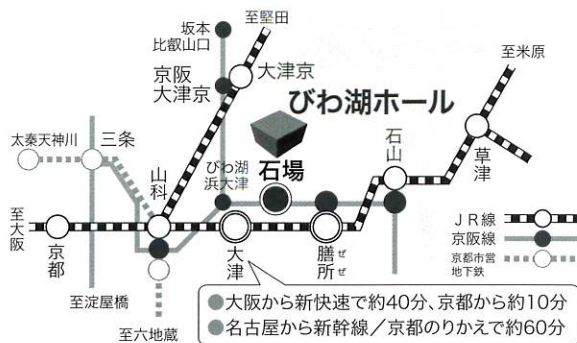 至堅田
坂本
比叡山口
至米原
京阪
大津京
大津京
びわ湖ホール
太秦天神川
三条
山科
びわ湖
浜大津
石場
石山
草津
至大阪
京都
大津
膳所
ぜぜ
JR線
京阪線
京都市営
地下鉄
至淀屋橋
至六地蔵
●大阪から新快速で約40分、京都から約10分
●名古屋から新幹線/京都のりかえで約60分